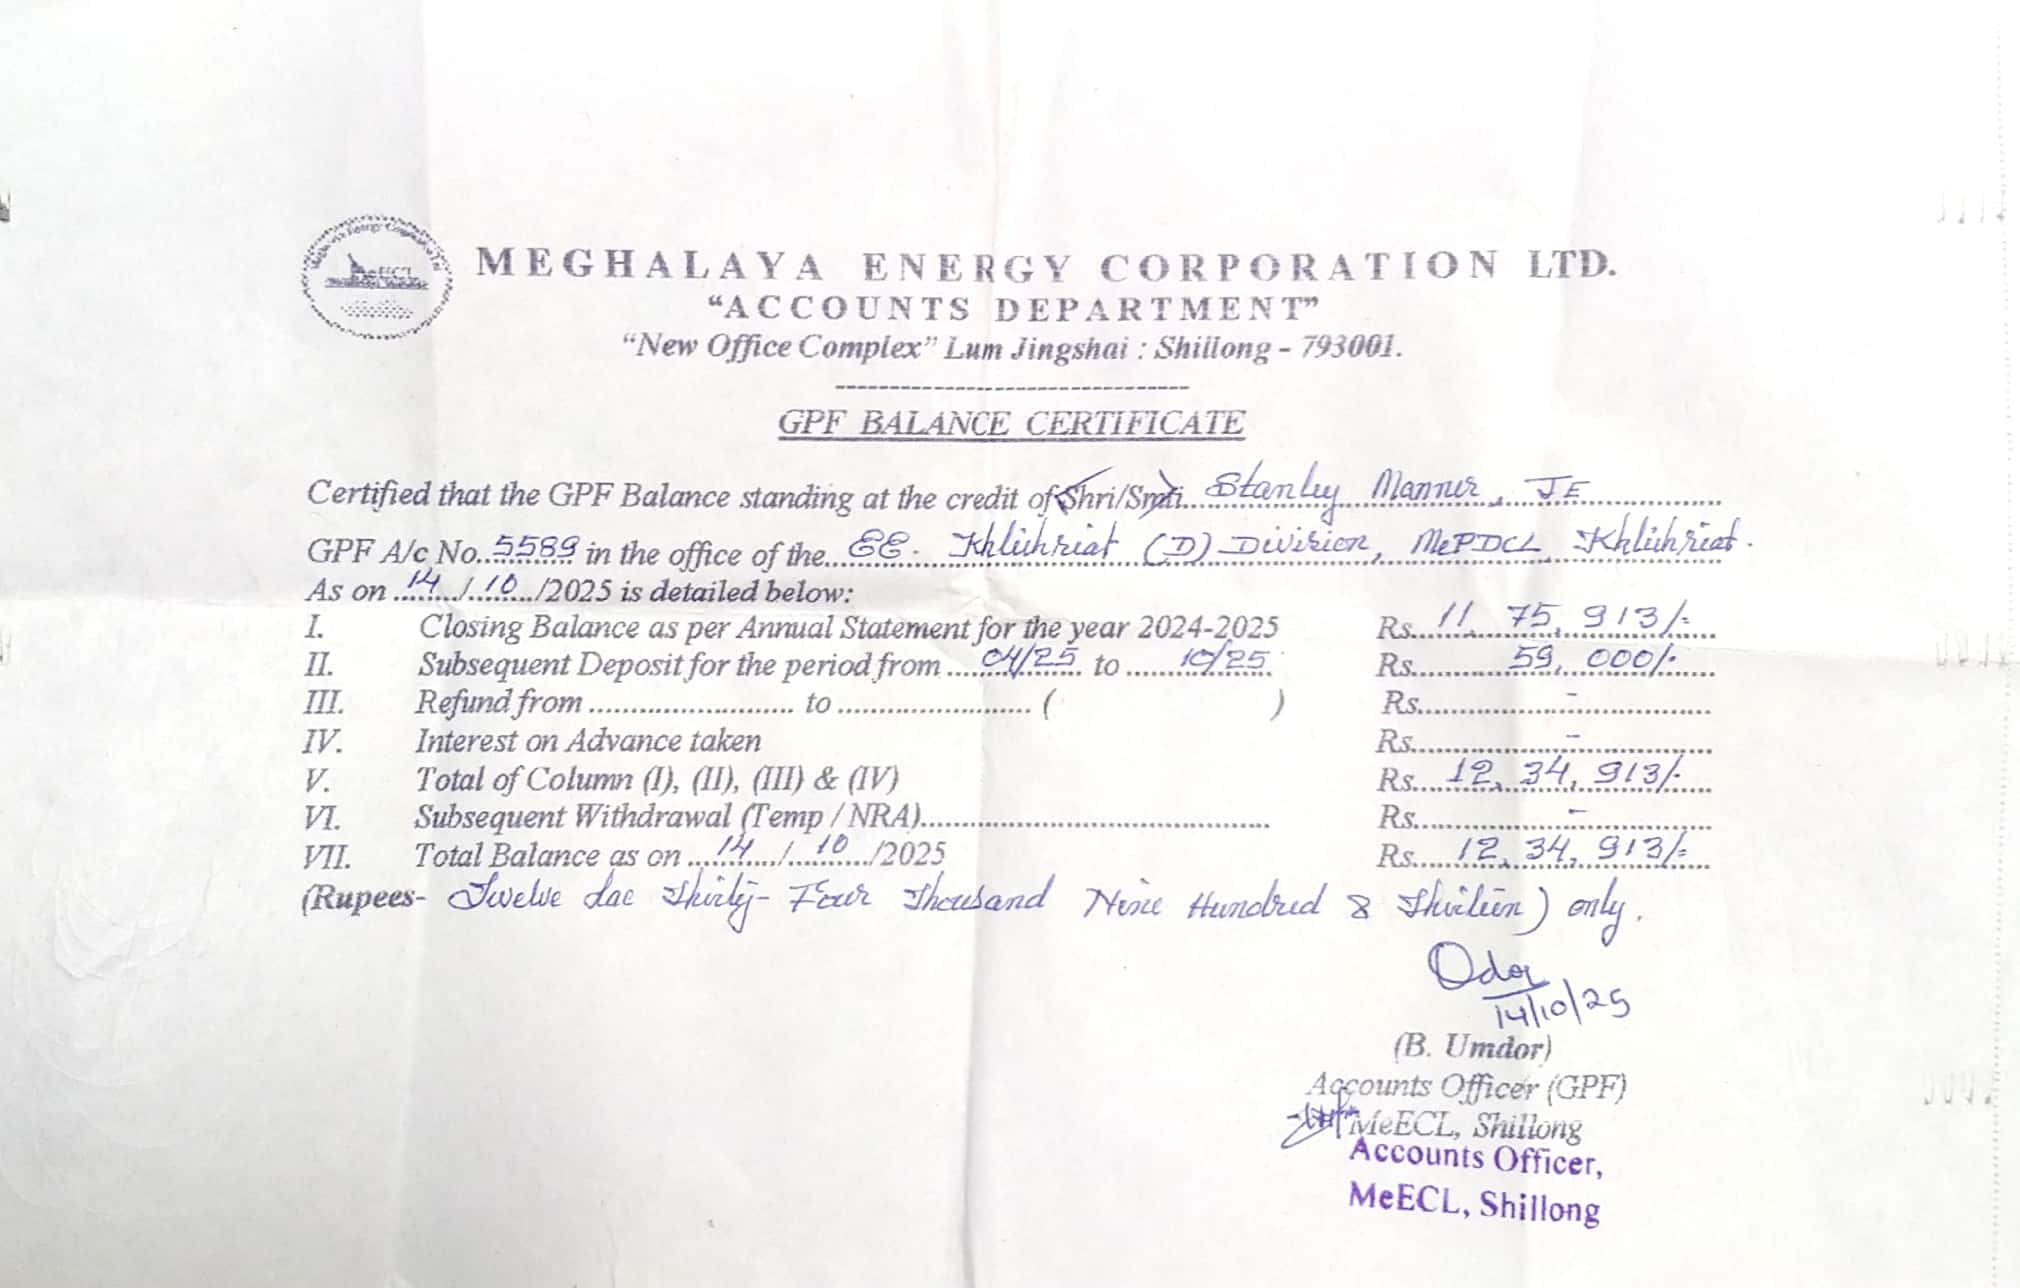 MEGHALAYA ENERGY CORPORATION LTD.
"ACCOUNTS DEPARTMENT"
"New Office Complex" Lum Jingshai : Shillong - 793001.
GPF BALANCE CERTIFICATE
Certified that the GPF Balance standing at the credit of Shri/Smti. Stanley Manner, JE
GPF A/c No. 5589 in the office of the EE. Khliehriat (D) Division, MePDCL, Khliehriat.
As on 14/10/2025 is detailed below:
I. Closing Balance as per Annual Statement for the year 2024-2025 Rs. 11,75,913/-
II. Subsequent Deposit for the period from 04/25 to 10/25 Rs. 59,000/-
III. Refund from .......... to .......... ( ) Rs. -
IV. Interest on Advance taken Rs. -
V. Total of Column (I), (II), (III) & (IV) Rs. 12,34,913/-
VI. Subsequent Withdrawal (Temp / NRA).......... Rs. -
VII. Total Balance as on 14/10/2025 Rs. 12,34,913/-
(Rupees- Twelve Lac Thirty-Four Thousand Nine Hundred & Thirteen) only.
14/10/25
(B. Umdor)
Accounts Officer (GPF)
MeECL, Shillong
Accounts Officer,
MeECL, Shillong